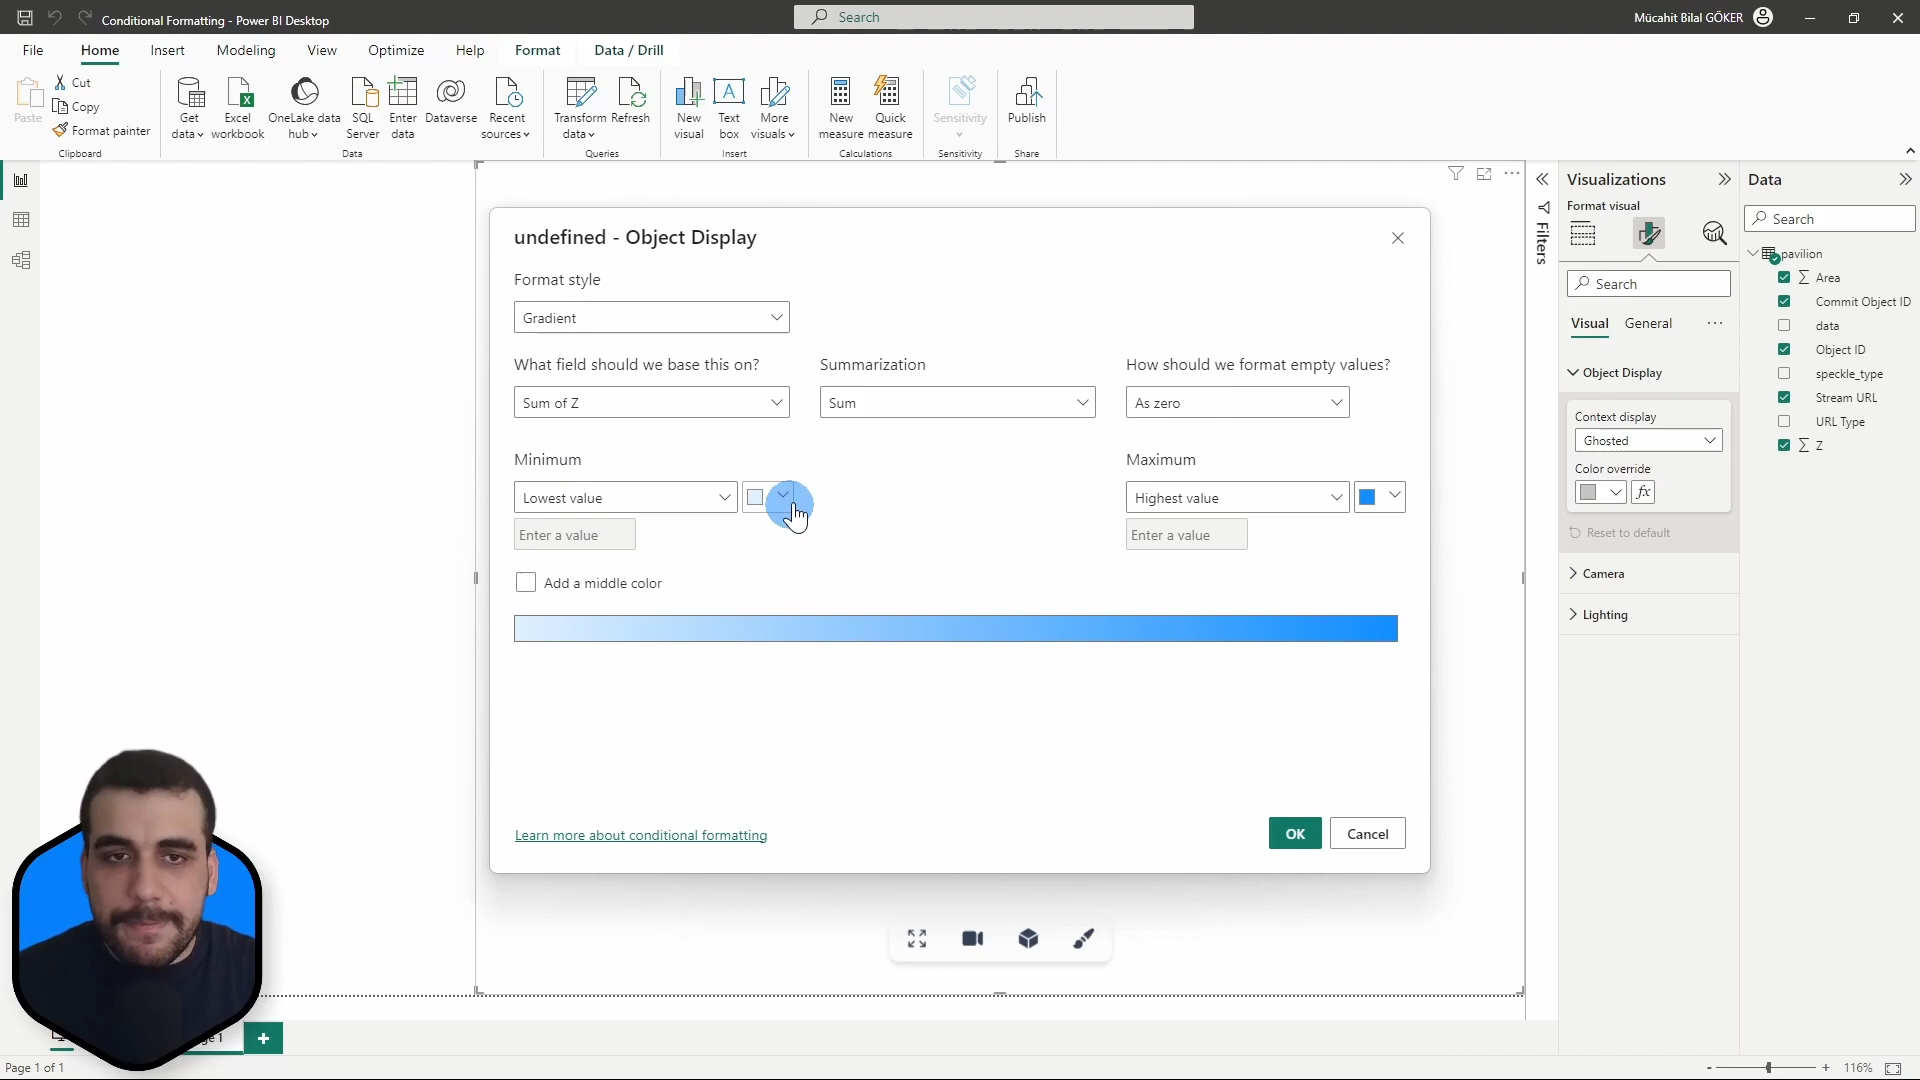 Conditional Formatting - Power BI Desktop
Search
Mücahit Bilal GÖKER
File
Home
Insert
Modeling
View
Optimize
Help
Format
Data / Drill
Paste
Cut
Copy
Format painter
Clipboard
Get
data
Excel
workbook
OneLake data
hub
SQL
Server
Enter
data
Dataverse
Recent
sources
Data
Transform
data
Refresh
Queries
New
visual
Text
box
More
visuals
Insert
New
measure
Quick
measure
Calculations
Sensitivity
Sensitivity
Publish
Share
undefined - Object Display
Format style
Gradient
What field should we base this on?
Summarization
How should we format empty values?
Sum of Z
Sum
As zero
Minimum
Maximum
Lowest value
Highest value
Enter a value
Enter a value
Add a middle color
Learn more about conditional formatting
OK
Cancel
Filters
Visualizations
Format visual
Search
Visual
General
Object Display
Context display
Ghosted
Color override
fx
Reset to default
Camera
Lighting
Data
Search
pavilion
Area
Commit Object ID
data
Object ID
speckle_type
Stream URL
URL Type
Z
Page 1 of 1
116%